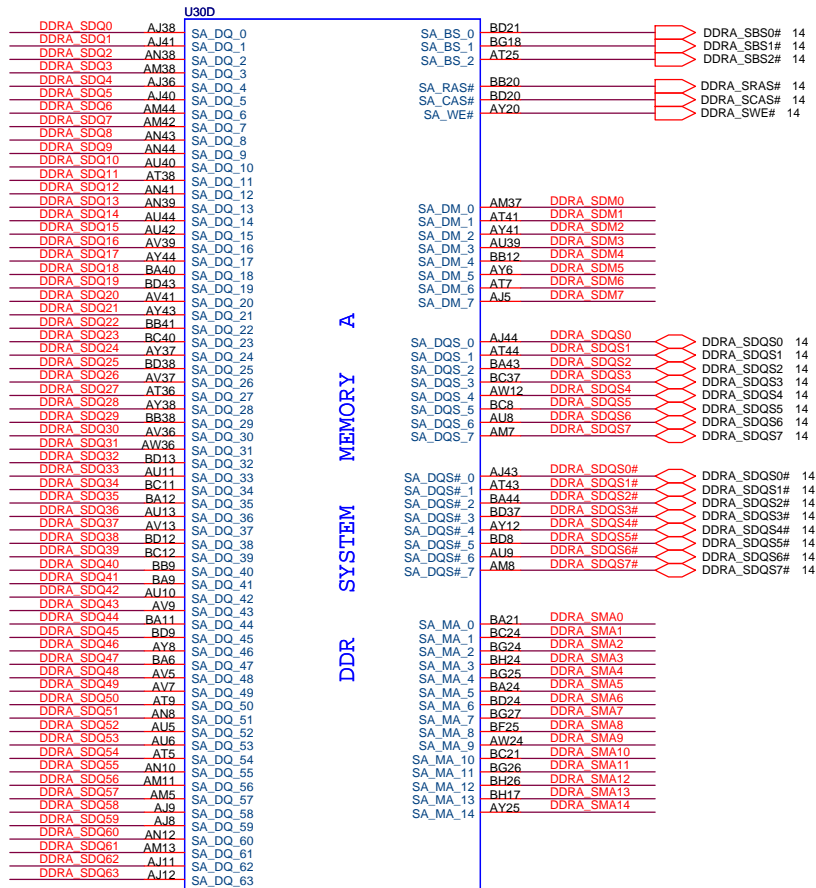 U30D
DDRA_SDQ0 AJ38 SA_DQ_0
DDRA_SDQ1 AJ41 SA_DQ_1
DDRA_SDQ2 AN38 SA_DQ_2
DDRA_SDQ3 AM38 SA_DQ_3
DDRA_SDQ4 AJ36 SA_DQ_4
DDRA_SDQ5 AJ40 SA_DQ_5
DDRA_SDQ6 AM44 SA_DQ_6
DDRA_SDQ7 AM42 SA_DQ_7
DDRA_SDQ8 AN43 SA_DQ_8
DDRA_SDQ9 AN44 SA_DQ_9
DDRA_SDQ10 AU40 SA_DQ_10
DDRA_SDQ11 AT38 SA_DQ_11
DDRA_SDQ12 AN41 SA_DQ_12
DDRA_SDQ13 AN39 SA_DQ_13
DDRA_SDQ14 AU44 SA_DQ_14
DDRA_SDQ15 AU42 SA_DQ_15
DDRA_SDQ16 AV39 SA_DQ_16
DDRA_SDQ17 AY44 SA_DQ_17
DDRA_SDQ18 BA40 SA_DQ_18
DDRA_SDQ19 BD43 SA_DQ_19
DDRA_SDQ20 AV41 SA_DQ_20
DDRA_SDQ21 AY43 SA_DQ_21
DDRA_SDQ22 BB41 SA_DQ_22
DDRA_SDQ23 BC40 SA_DQ_23
DDRA_SDQ24 AY37 SA_DQ_24
DDRA_SDQ25 BD38 SA_DQ_25
DDRA_SDQ26 AV37 SA_DQ_26
DDRA_SDQ27 AT36 SA_DQ_27
DDRA_SDQ28 AY38 SA_DQ_28
DDRA_SDQ29 BB38 SA_DQ_29
DDRA_SDQ30 AV36 SA_DQ_30
DDRA_SDQ31 AW36 SA_DQ_31
DDRA_SDQ32 BD13 SA_DQ_32
DDRA_SDQ33 AU11 SA_DQ_33
DDRA_SDQ34 BC11 SA_DQ_34
DDRA_SDQ35 BA12 SA_DQ_35
DDRA_SDQ36 AU13 SA_DQ_36
DDRA_SDQ37 AV13 SA_DQ_37
DDRA_SDQ38 BD12 SA_DQ_38
DDRA_SDQ39 BC12 SA_DQ_39
DDRA_SDQ40 BB9 SA_DQ_40
DDRA_SDQ41 BA9 SA_DQ_41
DDRA_SDQ42 AU10 SA_DQ_42
DDRA_SDQ43 AV9 SA_DQ_43
DDRA_SDQ44 BA11 SA_DQ_44
DDRA_SDQ45 BD9 SA_DQ_45
DDRA_SDQ46 AY8 SA_DQ_46
DDRA_SDQ47 BA6 SA_DQ_47
DDRA_SDQ48 AV5 SA_DQ_48
DDRA_SDQ49 AV7 SA_DQ_49
DDRA_SDQ50 AT9 SA_DQ_50
DDRA_SDQ51 AN8 SA_DQ_51
DDRA_SDQ52 AU5 SA_DQ_52
DDRA_SDQ53 AU6 SA_DQ_53
DDRA_SDQ54 AT5 SA_DQ_54
DDRA_SDQ55 AN10 SA_DQ_55
DDRA_SDQ56 AM11 SA_DQ_56
DDRA_SDQ57 AM5 SA_DQ_57
DDRA_SDQ58 AJ9 SA_DQ_58
DDRA_SDQ59 AJ8 SA_DQ_59
DDRA_SDQ60 AN12 SA_DQ_60
DDRA_SDQ61 AM13 SA_DQ_61
DDRA_SDQ62 AJ11 SA_DQ_62
DDRA_SDQ63 AJ12 SA_DQ_63
DDR SYSTEM MEMORY A
SA_BS_0 BD21 DDRA_SBS0# 14
SA_BS_1 BG18 DDRA_SBS1# 14
SA_BS_2 AT25 DDRA_SBS2# 14
SA_RAS# BB20 DDRA_SRAS# 14
SA_CAS# BD20 DDRA_SCAS# 14
SA_WE# AY20 DDRA_SWE# 14
SA_DM_0 AM37 DDRA_SDM0
SA_DM_1 AT41 DDRA_SDM1
SA_DM_2 AY41 DDRA_SDM2
SA_DM_3 AU39 DDRA_SDM3
SA_DM_4 BB12 DDRA_SDM4
SA_DM_5 AY6 DDRA_SDM5
SA_DM_6 AT7 DDRA_SDM6
SA_DM_7 AJ5 DDRA_SDM7
SA_DQS_0 AJ44 DDRA_SDQS0 DDRA_SDQS0 14
SA_DQS_1 AT44 DDRA_SDQS1 DDRA_SDQS1 14
SA_DQS_2 BA43 DDRA_SDQS2 DDRA_SDQS2 14
SA_DQS_3 BC37 DDRA_SDQS3 DDRA_SDQS3 14
SA_DQS_4 AW12 DDRA_SDQS4 DDRA_SDQS4 14
SA_DQS_5 BC8 DDRA_SDQS5 DDRA_SDQS5 14
SA_DQS_6 AU8 DDRA_SDQS6 DDRA_SDQS6 14
SA_DQS_7 AM7 DDRA_SDQS7 DDRA_SDQS7 14
SA_DQS#_0 AJ43 DDRA_SDQS0# DDRA_SDQS0# 14
SA_DQS#_1 AT43 DDRA_SDQS1# DDRA_SDQS1# 14
SA_DQS#_2 BA44 DDRA_SDQS2# DDRA_SDQS2# 14
SA_DQS#_3 BD37 DDRA_SDQS3# DDRA_SDQS3# 14
SA_DQS#_4 AY12 DDRA_SDQS4# DDRA_SDQS4# 14
SA_DQS#_5 BD8 DDRA_SDQS5# DDRA_SDQS5# 14
SA_DQS#_6 AU9 DDRA_SDQS6# DDRA_SDQS6# 14
SA_DQS#_7 AM8 DDRA_SDQS7# DDRA_SDQS7# 14
SA_MA_0 BA21 DDRA_SMA0
SA_MA_1 BC24 DDRA_SMA1
SA_MA_2 BG24 DDRA_SMA2
SA_MA_3 BH24 DDRA_SMA3
SA_MA_4 BG25 DDRA_SMA4
SA_MA_5 BA24 DDRA_SMA5
SA_MA_6 BD24 DDRA_SMA6
SA_MA_7 BG27 DDRA_SMA7
SA_MA_8 BF25 DDRA_SMA8
SA_MA_9 AW24 DDRA_SMA9
SA_MA_10 BC21 DDRA_SMA10
SA_MA_11 BG26 DDRA_SMA11
SA_MA_12 BH26 DDRA_SMA12
SA_MA_13 BH17 DDRA_SMA13
SA_MA_14 AY25 DDRA_SMA14